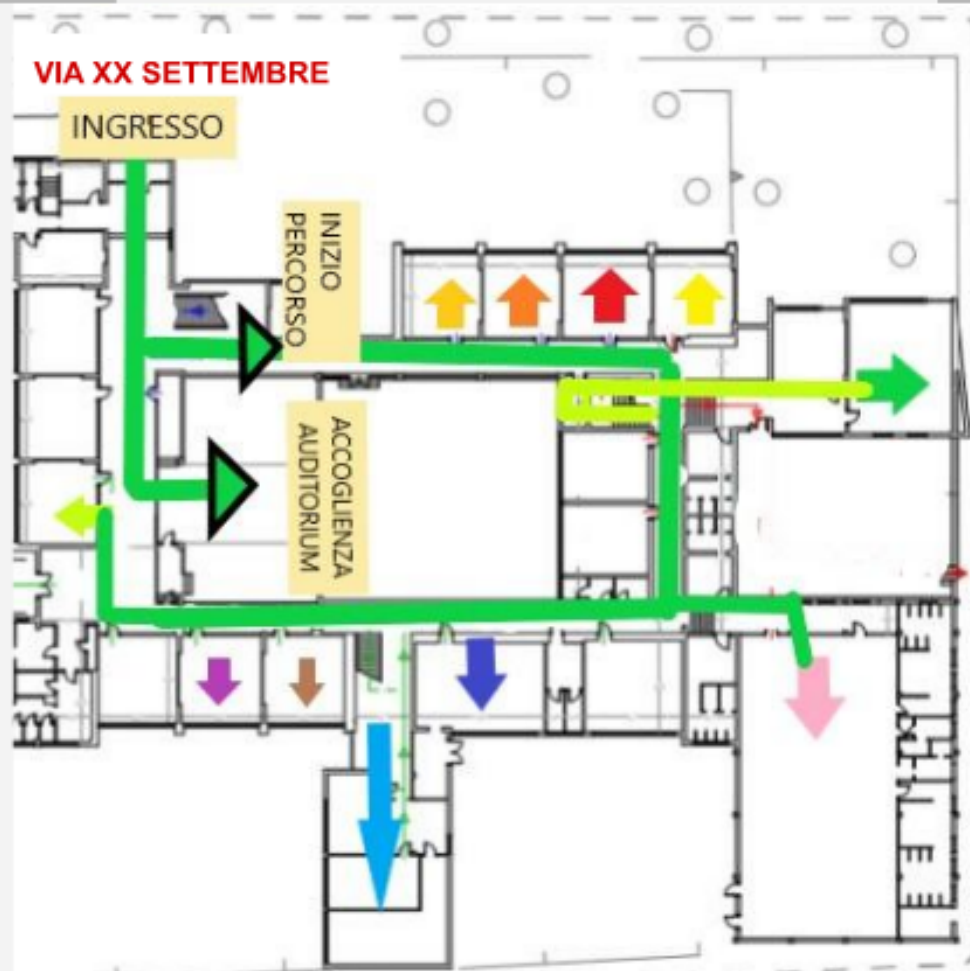 VIA XX SETTEMBRE
INGRESSO
INIZIO
PERCORSO
ACCOGLIENZA
AUDITORIUM